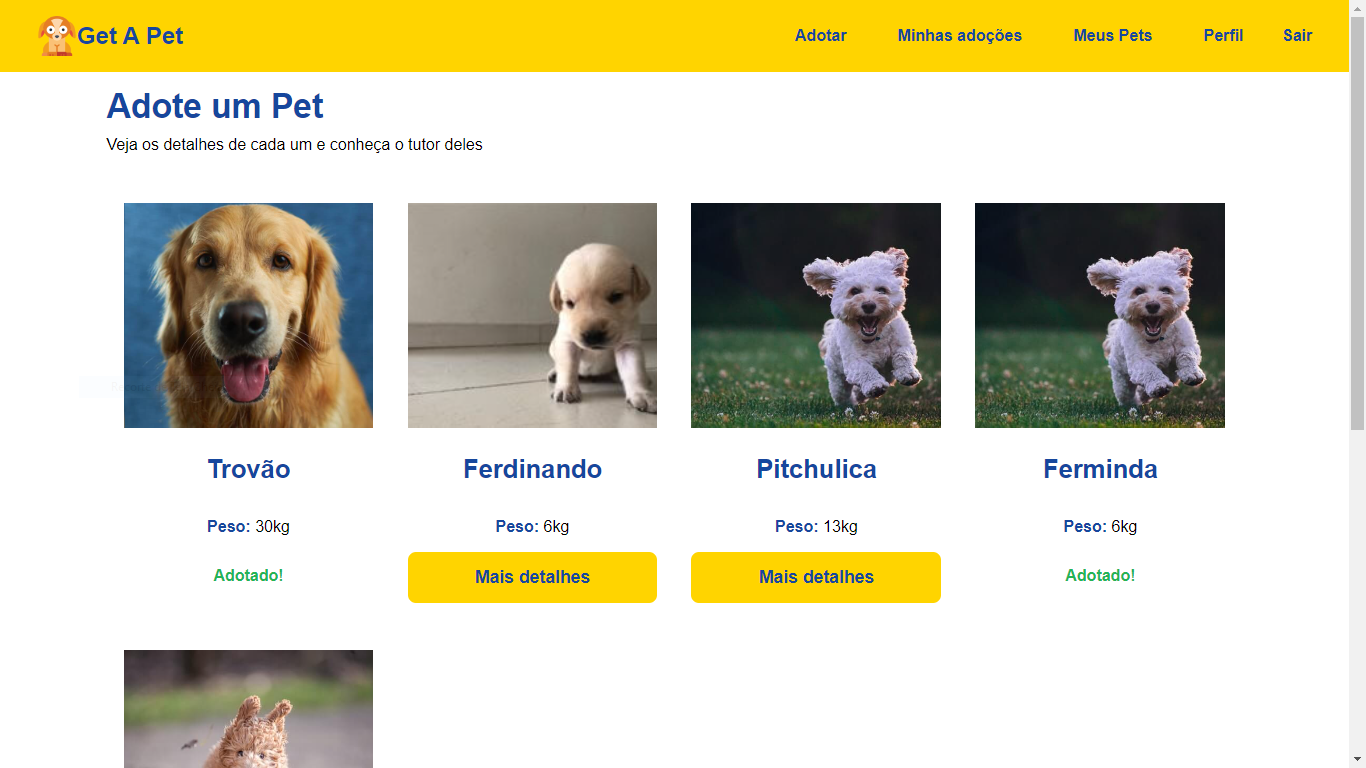 Get A Pet
Adotar Minhas adoções Meus Pets Perfil Sair
Adote um Pet
Veja os detalhes de cada um e conheça o tutor deles
Trovão Ferdinando Pitchulica Ferminda
Peso: 30kg Peso: 6kg Peso: 13kg Peso: 6kg
Adotado! Mais detalhes Mais detalhes Adotado!